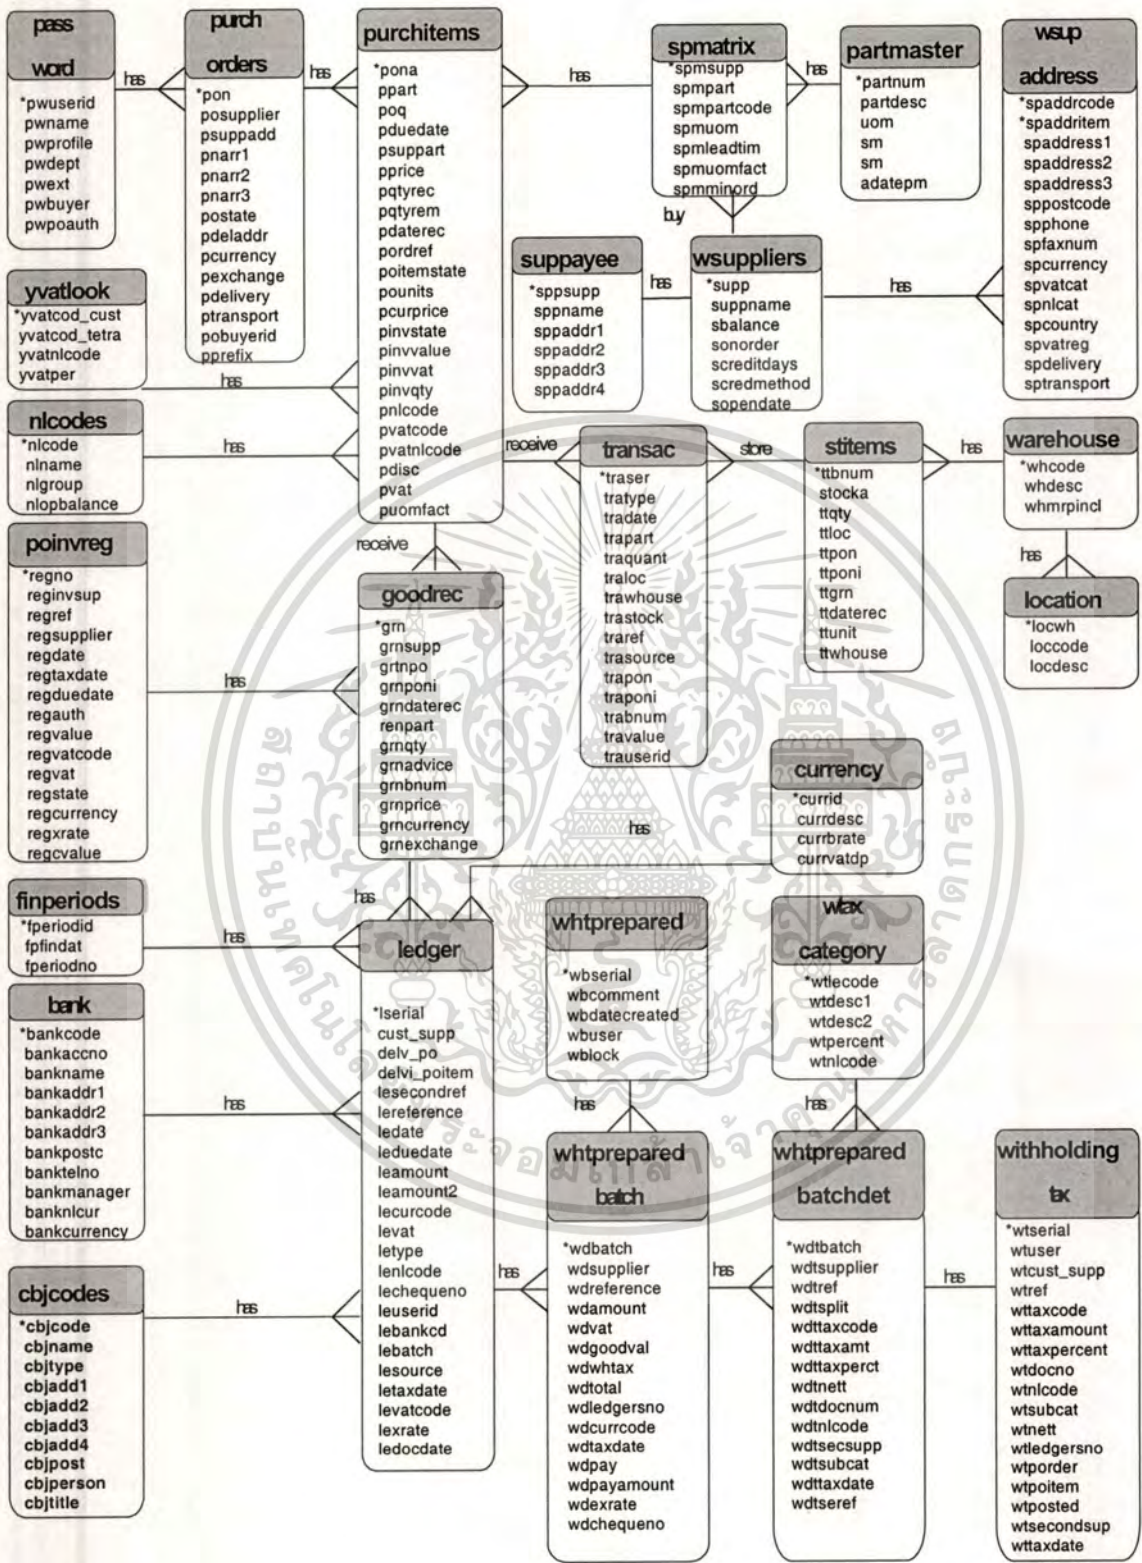 pass
word
*pwuserid
pwname
pwprofile
pwdept
pwext
pwbuyer
pwpoauth
has
purch
orders
*pon
posupplier
psuppadd
pnarr1
pnarr2
pnarr3
postate
pdeladdr
pcurrency
pexchange
pdelivery
ptransport
pobuyerid
pprefix
has
purchitems
*pona
ppart
poq
pduedate
psuppart
pprice
pqtyrec
pqtyrem
pdaterec
pordref
poitemstate
pounits
pcurprice
pinvstate
pinvvalue
pinvvat
pinvqty
pnlcode
pvatcode
pvatnlcode
pdisc
pvat
puomfact
has
spmatrix
*spmsupp
spmpart
spmpartcode
spmuom
spmleadtim
spmuomfact
spmminord
has
partmaster
*partnum
partdesc
uom
sm
sm
adatepm
wsup
address
*spaddrcode
*spaddritem
spaddress1
spaddress2
spaddress3
sppostcode
spphone
spfaxnum
spcurrency
spvatcat
spnlcat
spcountry
spvatreg
spdelivery
sptransport
buy
suppayee
*sppsupp
sppname
sppaddr1
sppaddr2
sppaddr3
sppaddr4
has
wsuppliers
*supp
suppname
sbalance
sonorder
screditdays
scredmethod
sopendate
has
yvatlook
*yvatcod_cust
yvatcod_tetra
yvatnlcode
yvatper
has
nlcodes
*nlcode
nlname
nlgroup
nlopbalance
has
receive
transac
*traser
tratype
tradate
trapart
traquant
traloc
trawhouse
trastock
traref
trasource
trapon
traponi
trabnum
travalue
trauserid
store
stitems
*ttbnum
stocka
ttqty
ttloc
ttpon
ttponi
ttgrn
ttdaterec
ttunit
ttwhouse
has
warehouse
*whcode
whdesc
whmrpincl
has
location
*locwh
loccode
locdesc
poinvreg
*regno
reginvsup
regref
regsupplier
regdate
regtaxdate
regduedate
regauth
regvalue
regvatcode
regvat
regstate
regcurrency
regxrate
regcvalue
has
receive
goodrec
*grn
grnsupp
grtnpo
grnponi
grndaterec
renpart
grnqty
grnadvice
grnbnum
grnprice
grncurrency
grnexchange
currency
*currid
currdesc
currbrate
currvatdp
has
finperiods
*fperiodid
fpfindat
fperiodno
has
has
ledger
*lserial
cust_supp
delv_po
delvi_poitem
lesecondref
lereference
ledate
leduedate
leamount
leamount2
lecurcode
levat
letype
lenlcode
lechequeno
leuserid
lebankcd
lebatch
lesource
letaxdate
levatcode
lexrate
ledocdate
whtprepared
*wbserial
wbcomment
wbdatecreated
wbuser
wblock
wtax
category
*wtlecode
wtdesc1
wtdesc2
wtpercent
wtnlcode
bank
*bankcode
bankaccno
bankname
bankaddr1
bankaddr2
bankaddr3
bankpostc
banktelno
bankmanager
banknlcur
bankcurrency
has
has
has
cbjcodes
*cbjcode
cbjname
cbjtype
cbjadd1
cbjadd2
cbjadd3
cbjadd4
cbjpost
cbjperson
cbjtitle
has
has
whtprepared
batch
*wdbatch
wdsupplier
wdreference
wdamount
wdvat
wdgoodval
wdwhtax
wdtotal
wdledgersno
wdcurrcode
wdtaxdate
wdpay
wdpayamount
wdexrate
wdchequeno
has
whtprepared
batchdet
*wdtbatch
wdtsupplier
wdtref
wdtsplit
wdttaxcode
wdttaxamt
wdttaxperct
wdtnett
wdtdocnum
wdtnlcode
wdtsecsupp
wdtsubcat
wdttaxdate
wdtseref
has
withholding
tax
*wtserial
wtuser
wtcust_supp
wtref
wttaxcode
wttaxamount
wttaxpercent
wtdocno
wtnlcode
wtsubcat
wtnett
wtledgersno
wtporder
wtpoitem
wtposted
wtsecondsup
wttaxdate